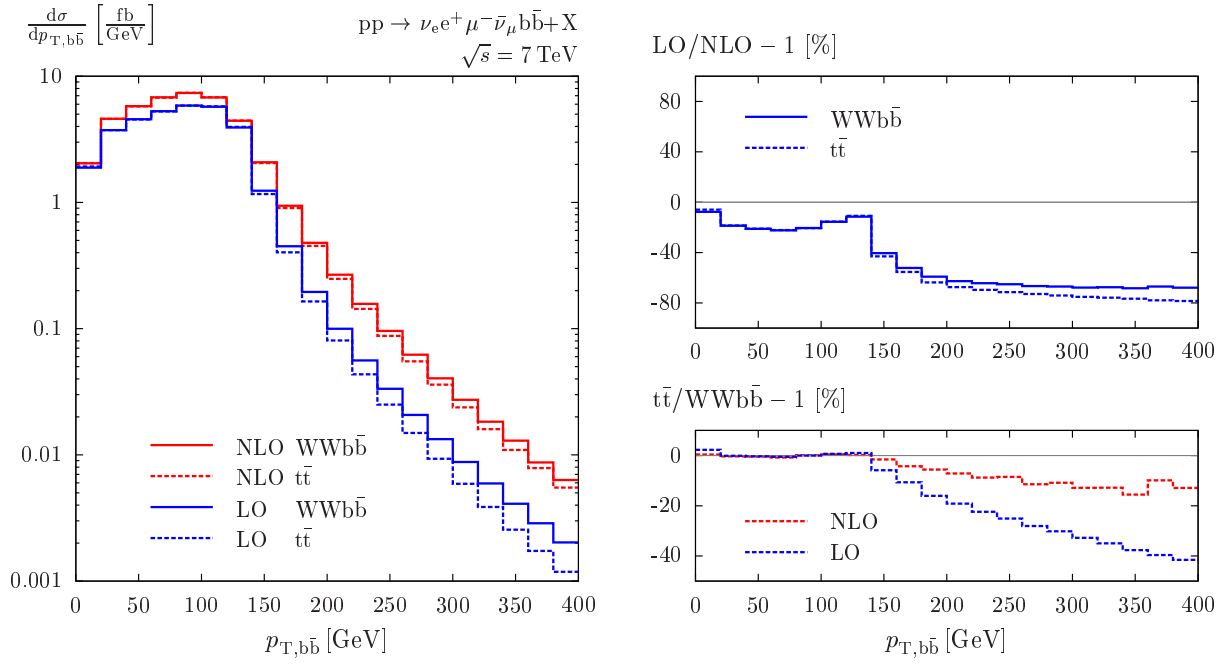 dσ/dp_{T,bb̄} [fb/GeV]
pp → ν_e e⁺ μ⁻ ν̄_μ bb̄+X
√s = 7 TeV
10
1
0.1
0.01
0.001
NLO WWbb̄
NLO tt̄
LO WWbb̄
LO tt̄
0 50 100 150 200 250 300 350 400
p_{T,bb̄} [GeV]
LO/NLO − 1 [%]
80
40
0
-40
-80
WWbb̄
tt̄
0 50 100 150 200 250 300 350 400
tt̄/WWbb̄ − 1 [%]
0
-20
-40
NLO
LO
0 50 100 150 200 250 300 350 400
p_{T,bb̄} [GeV]